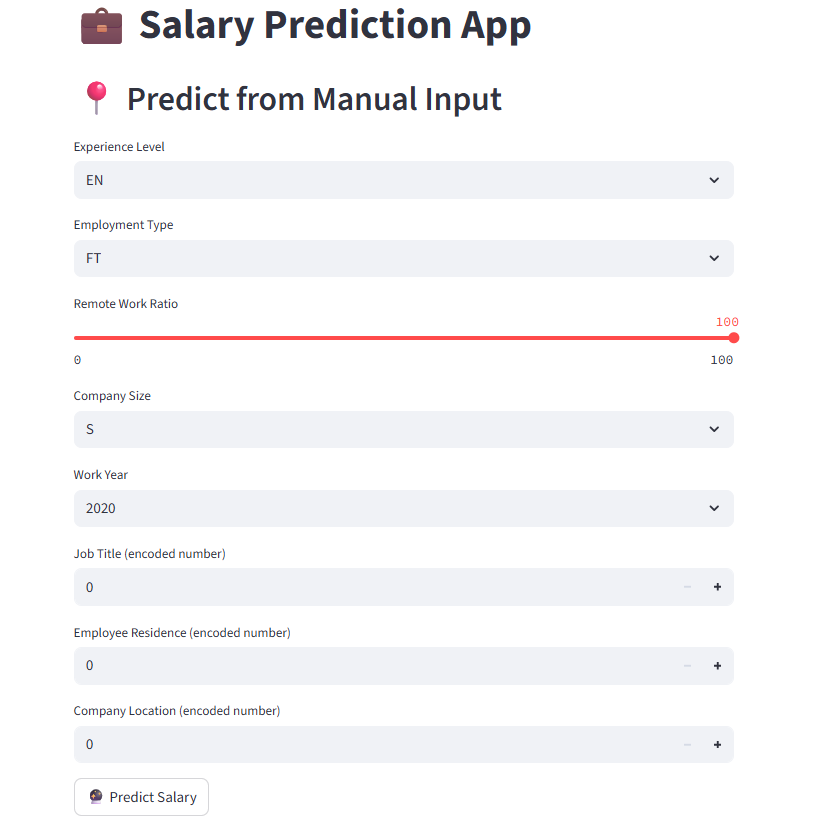 Salary Prediction App
Predict from Manual Input
Experience Level
EN
Employment Type
FT
Remote Work Ratio
100
0 100
Company Size
S
Work Year
2020
Job Title (encoded number)
0
Employee Residence (encoded number)
0
Company Location (encoded number)
0
Predict Salary